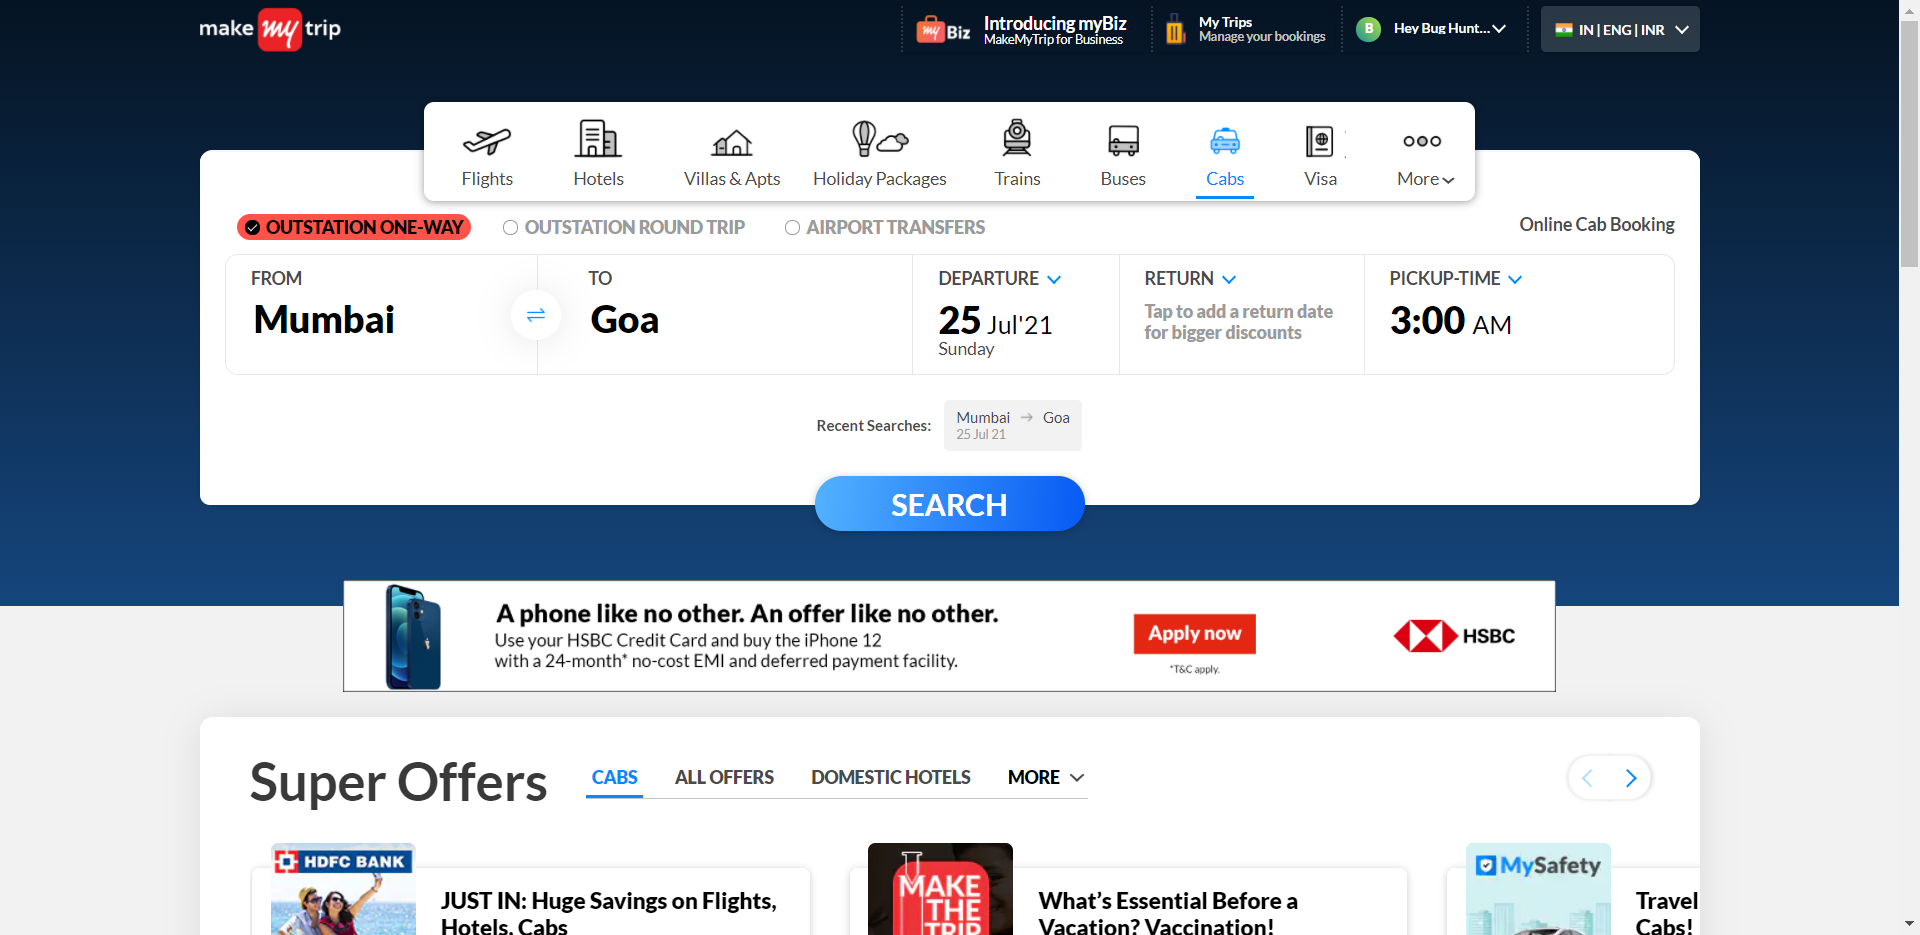 make my trip
my Biz
Introducing myBiz
MakeMyTrip for Business
My Trips
Manage your bookings
B
Hey Bug Hunt...
IN | ENG | INR
Flights
Hotels
Villas & Apts
Holiday Packages
Trains
Buses
Cabs
Visa
More
OUTSTATION ONE-WAY
OUTSTATION ROUND TRIP
AIRPORT TRANSFERS
Online Cab Booking
FROM
Mumbai
TO
Goa
DEPARTURE
25 Jul'21
Sunday
RETURN
Tap to add a return date
for bigger discounts
PICKUP-TIME
3:00 AM
Recent Searches:
Mumbai → Goa
25 Jul 21
SEARCH
A phone like no other. An offer like no other.
Use your HSBC Credit Card and buy the iPhone 12
with a 24-month* no-cost EMI and deferred payment facility.
Apply now
*T&C apply.
HSBC
Super Offers
CABS
ALL OFFERS
DOMESTIC HOTELS
MORE
HDFC BANK
JUST IN: Huge Savings on Flights,
Hotels, Cabs
MAKE
THE
TRIP
What's Essential Before a
Vacation? Vaccination!
MySafety
Travel
Cabs!